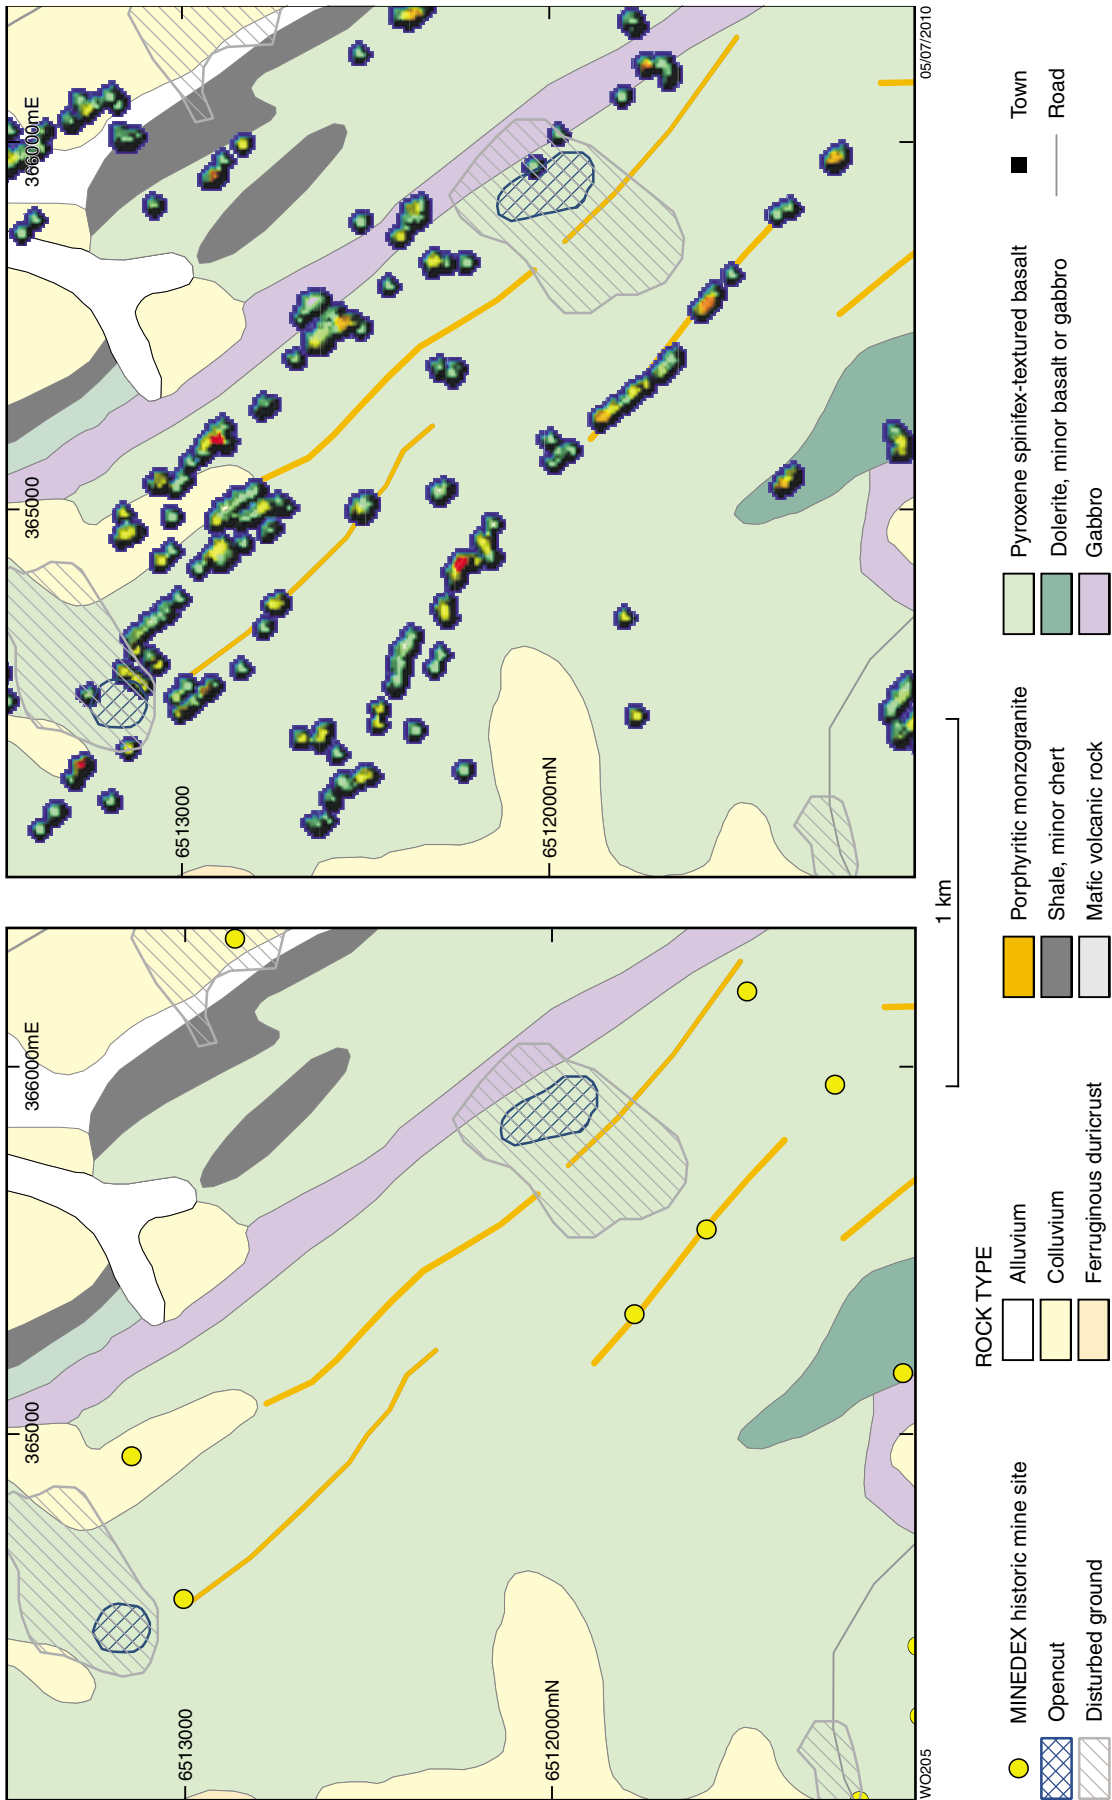 6513000
6512000mN
365000
366000mE
6513000
6512000mN
365000
366000mE
WO205
05/07/2010
1 km
ROCK TYPE
MINEDEX historic mine site
Opencut
Disturbed ground
Alluvium
Colluvium
Ferruginous duricrust
Porphyritic monzogranite
Shale, minor chert
Mafic volcanic rock
Pyroxene spinifex-textured basalt
Dolerite, minor basalt or gabbro
Gabbro
Town
Road